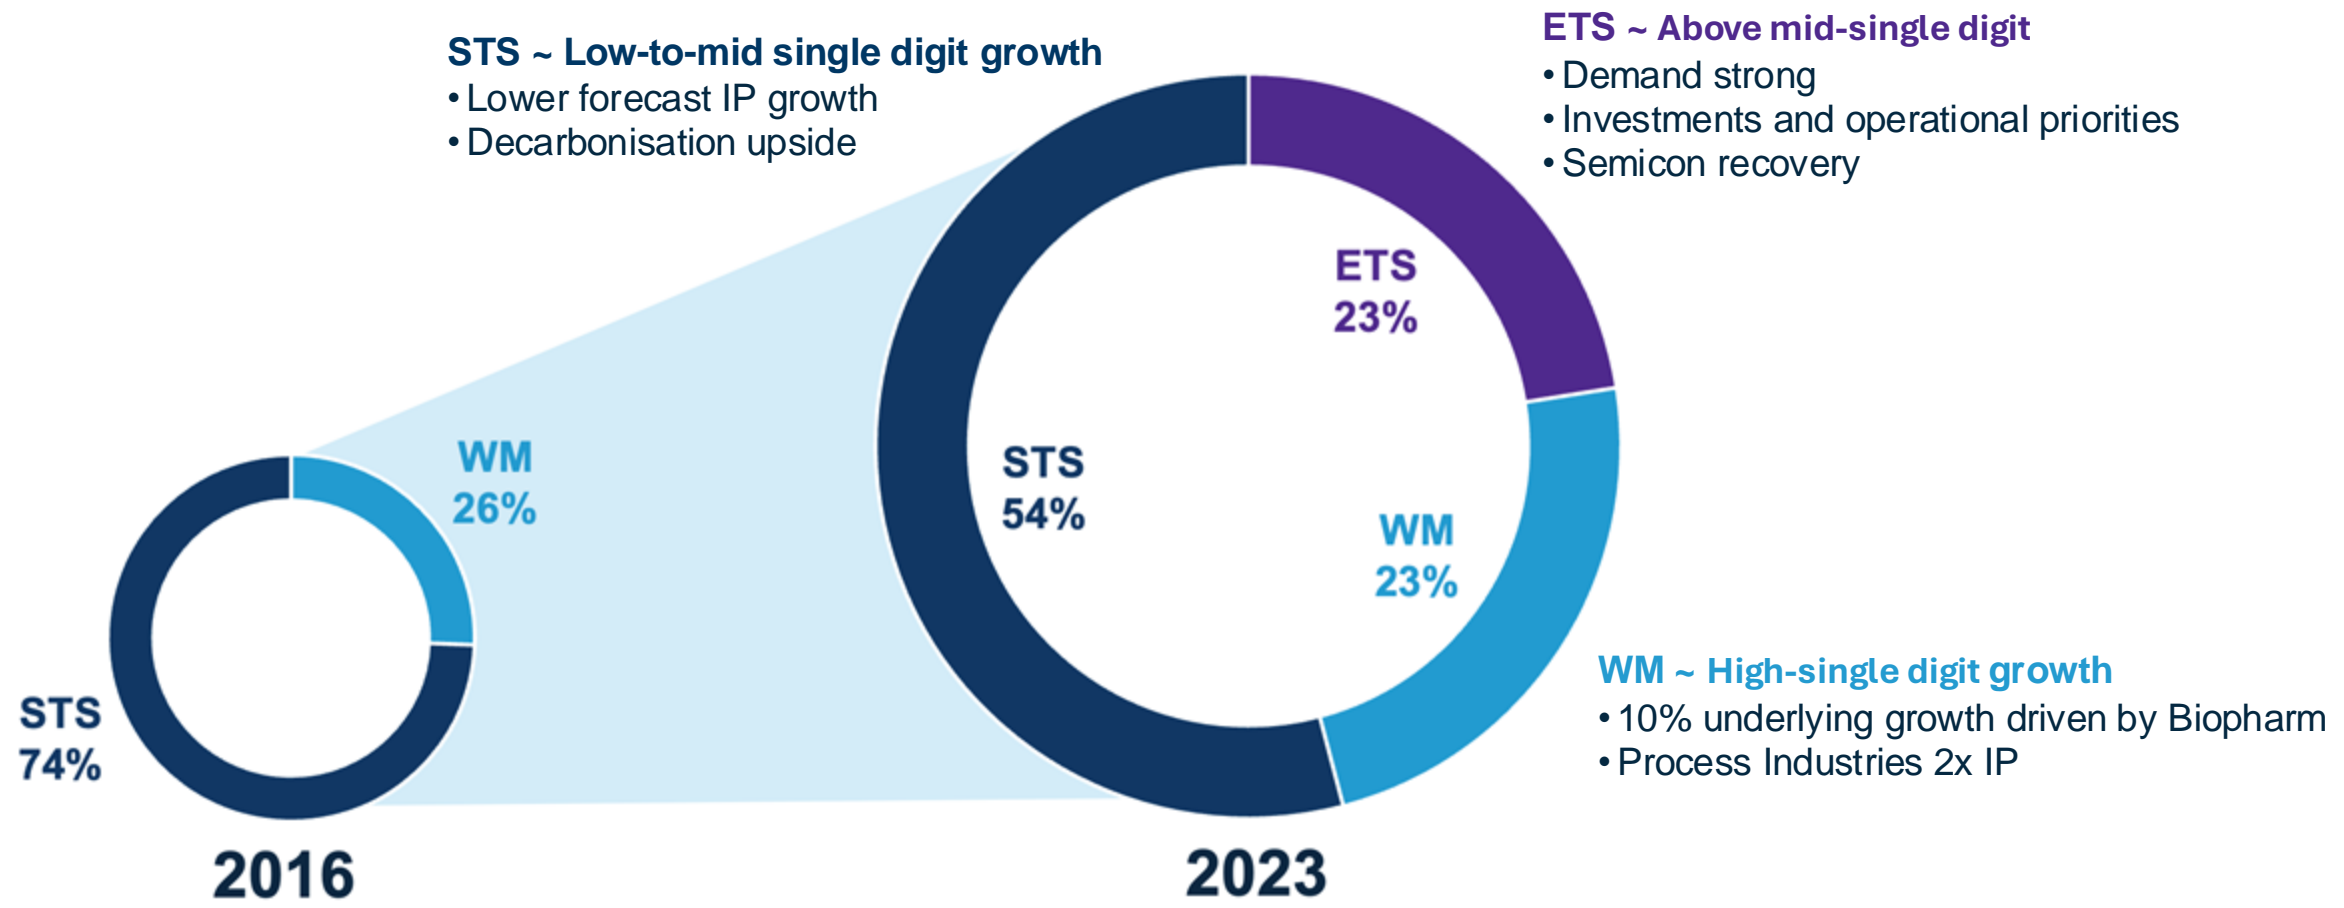 STS ~ Low-to-mid single digit growth
• Lower forecast IP growth
• Decarbonisation upside
ETS ~ Above mid-single digit
• Demand strong
• Investments and operational priorities
• Semicon recovery
ETS
23%
STS
54%
WM
23%
WM
26%
STS
74%
WM ~ High-single digit growth
• 10% underlying growth driven by Biopharm
• Process Industries 2x IP
2016
2023